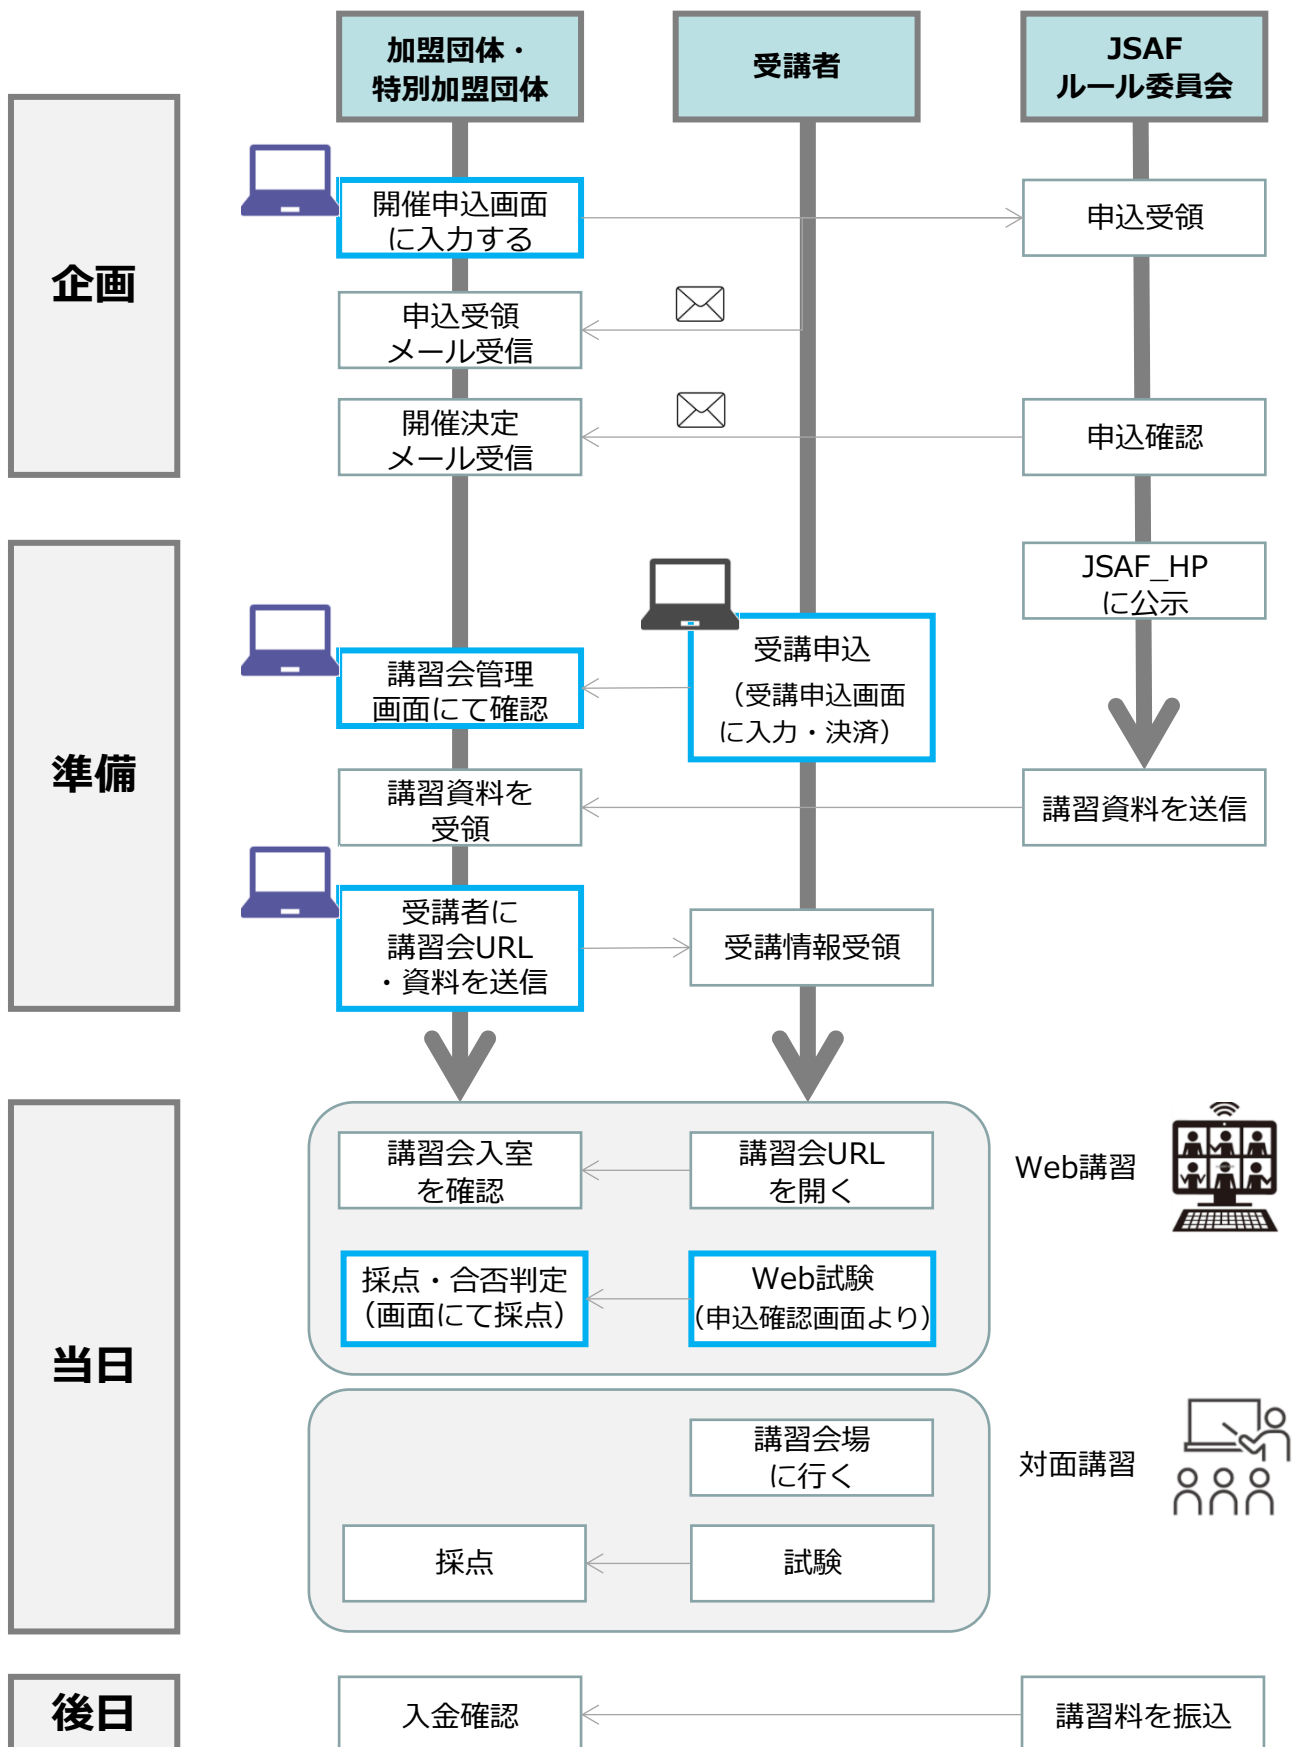 加盟団体・
特別加盟団体
受講者
JSAF
ルール委員会
企画
開催申込画面
に入力する
申込受領
申込受領
メール受信
開催決定
メール受信
申込確認
準備
JSAF_HP
に公示
受講申込
（受講申込画面
に入力・決済）
講習会管理
画面にて確認
講習資料を
受領
講習資料を送信
受講者に
講習会URL
・資料を送信
受講情報受領
当日
講習会入室
を確認
講習会URL
を開く
Web講習
採点・合否判定
（画面にて採点）
Web試験
（申込確認画面より）
講習会場
に行く
対面講習
採点
試験
後日
入金確認
講習料を振込